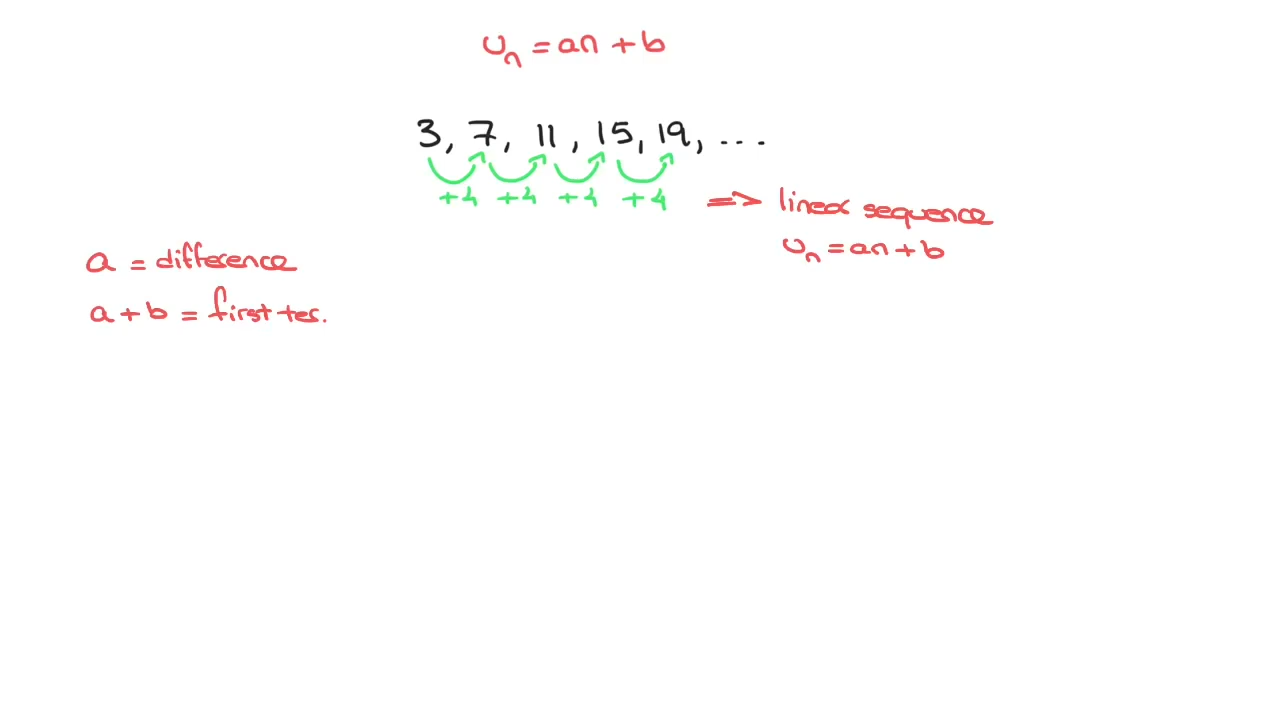 Un = an + b
3, 7, 11, 15, 19, ...
+4 +4 +4 +4
=> linear sequence
Un = an + b
a = difference
a + b = first ter.